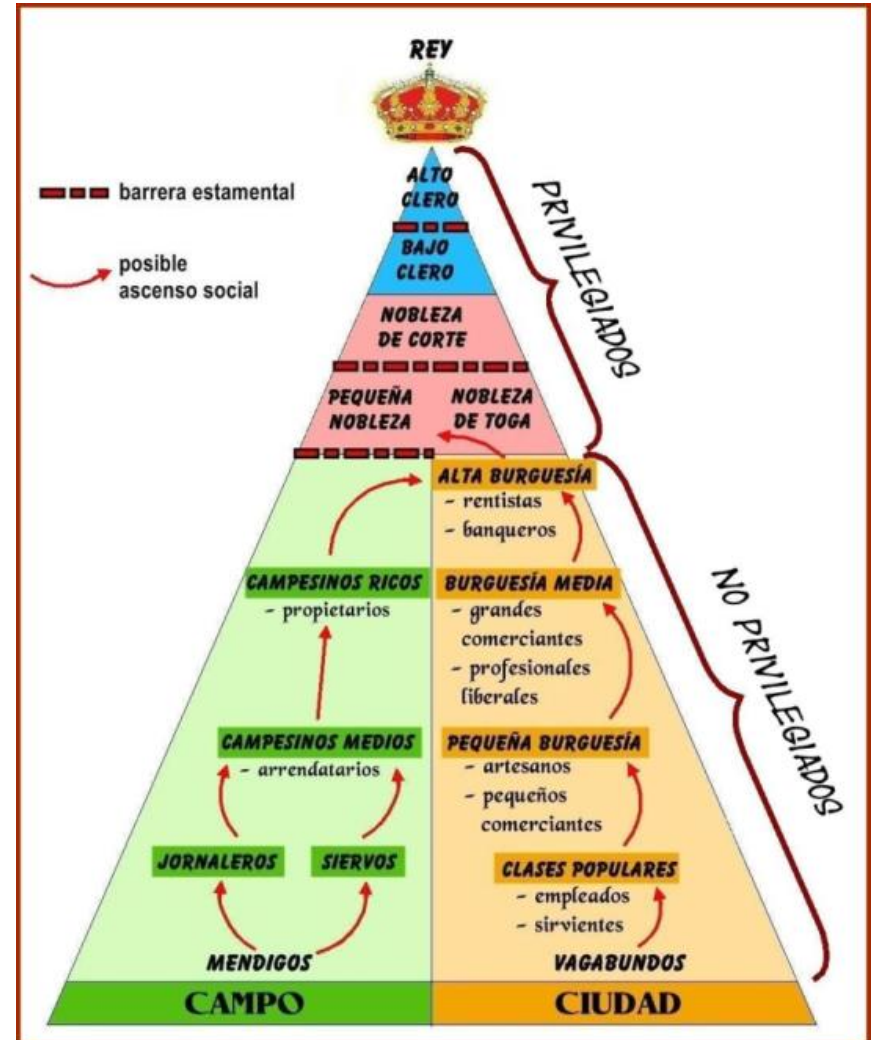 REY
barrera estamental
posible
ascenso social
ALTO
CLERO
BAJO
CLERO
NOBLEZA
DE CORTE
PEQUEÑA
NOBLEZA
NOBLEZA
DE TOGA
PRIVILEGIADOS
ALTA BURGUESÍA
- rentistas
- banqueros
CAMPESINOS RICOS
- propietarios
BURGUESÍA MEDIA
- grandes
comerciantes
- profesionales
liberales
NO PRIVILEGIADOS
CAMPESINOS MEDIOS
- arrendatarios
PEQUEÑA BURGUESÍA
- artesanos
- pequeños
comerciantes
JORNALEROS
SIERVOS
CLASES POPULARES
- empleados
- sirvientes
MENDIGOS
VAGABUNDOS
CAMPO
CIUDAD